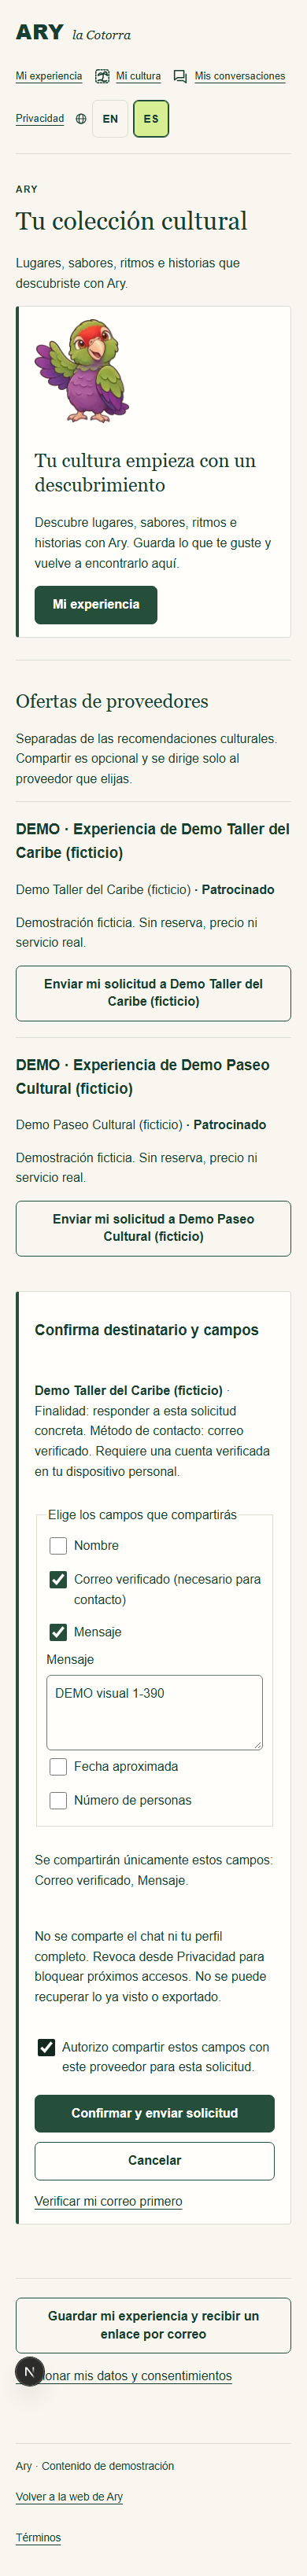 ARY la Cotorra
Mi experiencia Mi cultura Mis conversaciones
Privacidad EN ES
ARY
Tu colección cultural
Lugares, sabores, ritmos e historias que
descubriste con Ary.
Tu cultura empieza con un
descubrimiento
Descubre lugares, sabores, ritmos e
historias con Ary. Guarda lo que te guste y
vuelve a encontrarlo aquí.
Mi experiencia
Ofertas de proveedores
Separadas de las recomendaciones culturales.
Compartir es opcional y se dirige solo al
proveedor que elijas.
DEMO · Experiencia de Demo Taller del
Caribe (ficticio)
Demo Taller del Caribe (ficticio) · Patrocinado
Demostración ficticia. Sin reserva, precio ni
servicio real.
Enviar mi solicitud a Demo Taller del
Caribe (ficticio)
DEMO · Experiencia de Demo Paseo
Cultural (ficticio)
Demo Paseo Cultural (ficticio) · Patrocinado
Demostración ficticia. Sin reserva, precio ni
servicio real.
Enviar mi solicitud a Demo Paseo
Cultural (ficticio)
Confirma destinatario y campos
Demo Taller del Caribe (ficticio) ·
Finalidad: responder a esta solicitud
concreta. Método de contacto: correo
verificado. Requiere una cuenta verificada
en tu dispositivo personal.
Elige los campos que compartirás
Nombre
Correo verificado (necesario para
contacto)
Mensaje
Mensaje
DEMO visual 1-390
Fecha aproximada
Número de personas
Se compartirán únicamente estos campos:
Correo verificado, Mensaje.
No se comparte el chat ni tu perfil
completo. Revoca desde Privacidad para
bloquear próximos accesos. No se puede
recuperar lo ya visto o exportado.
Autorizo compartir estos campos con
este proveedor para esta solicitud.
Confirmar y enviar solicitud
Cancelar
Verificar mi correo primero
Guardar mi experiencia y recibir un
enlace por correo
N
onar mis datos y consentimientos
Ary · Contenido de demostración
Volver a la web de Ary
Términos